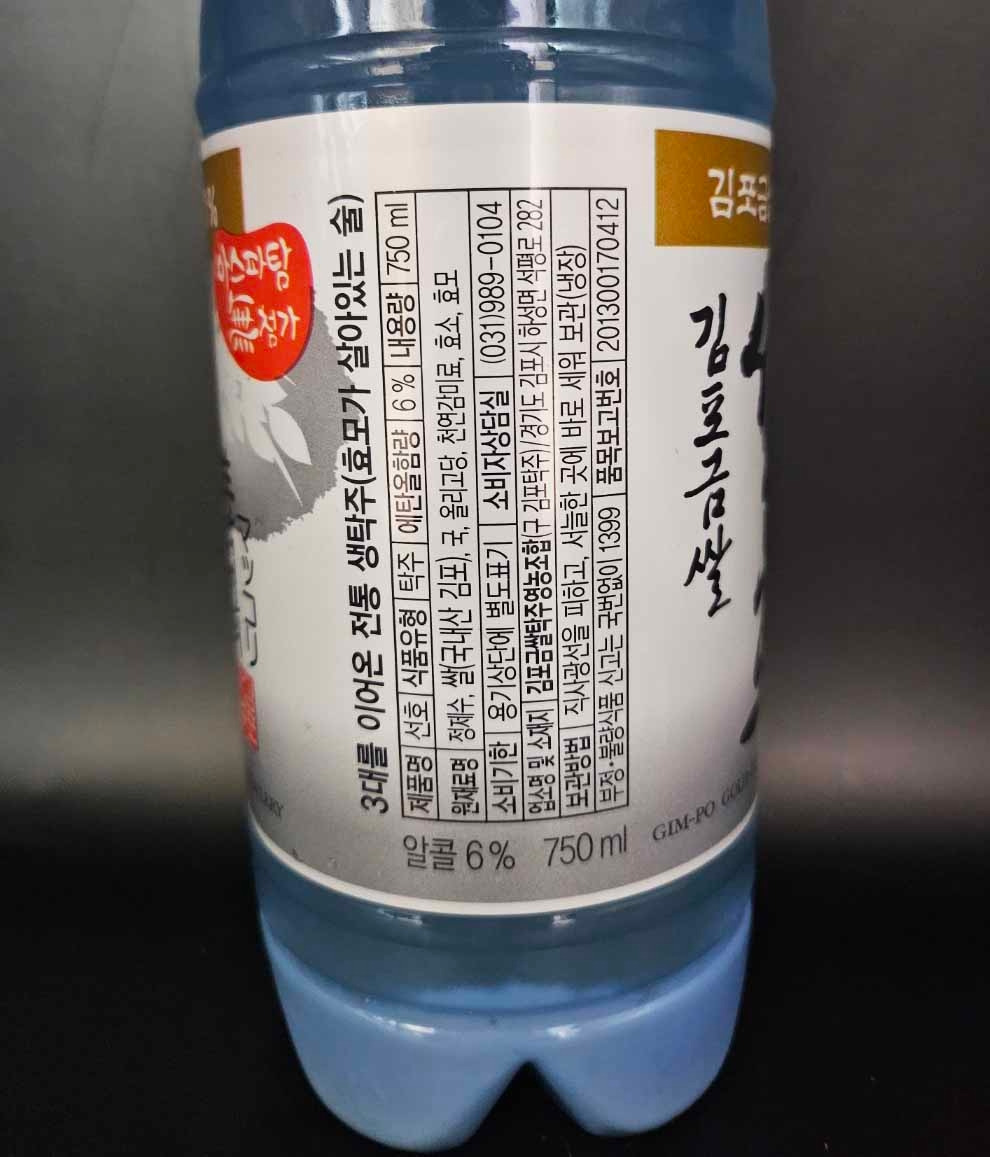 3대를 이어온 전통 생탁주(효모가 살아있는 술)
제품명 선호 식품유형 탁주 에탄올함량 6% 내용량 750 ml
원재료명 정제수, 쌀(국내산 김포), 국, 올리고당, 천연감미료, 효소, 효모
소비기한 용기상단에 별도표기 소비자상담실 (031)989-0104
업소명 및 소재지 김포금쌀탁주영농조합(구 김포탁주)/경기도 김포시 하성면 석평로 282
보관방법 직사광선을 피하고, 서늘한 곳에 바로 세워 보관(냉장)
부정·불량식품 신고는 국번없이 1399 품목보고번호 201300170412
알콜 6% 750 ml
김포금
김포금쌀
GIM-PO